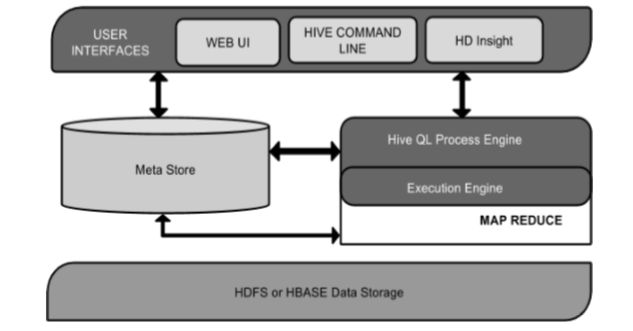 USER
INTERFACES
WEB UI
HIVE COMMAND
LINE
HD Insight
Meta Store
Hive QL Process Engine
Execution Engine
MAP REDUCE
HDFS or HBASE Data Storage